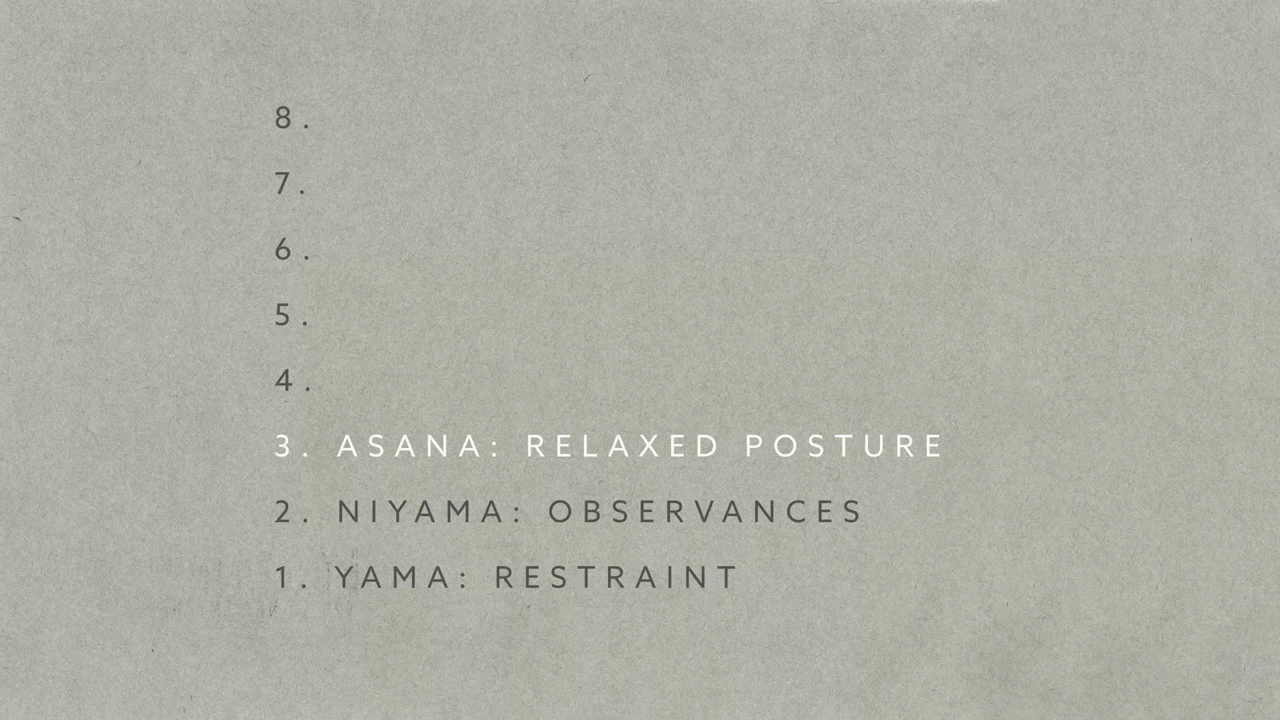 8.
7.
6.
5.
4.
3. ASANA: RELAXED POSTURE
2. NIYAMA: OBSERVANCES
1. YAMA: RESTRAINT